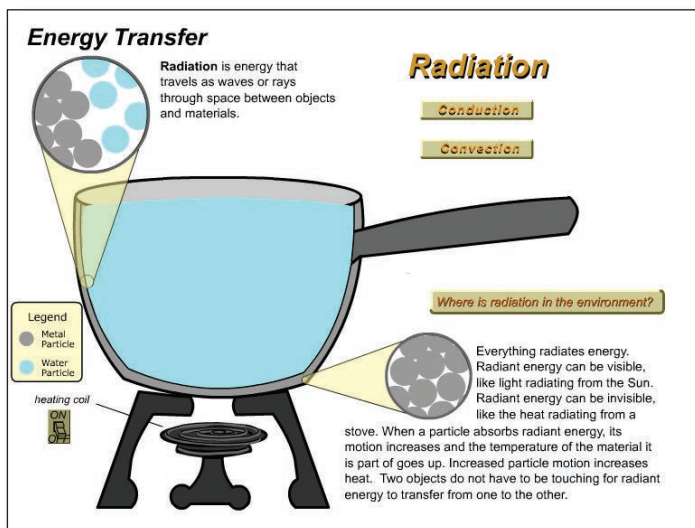 Energy Transfer
Radiation is energy that
travels as waves or rays
through space between objects
and materials.
Radiation
Conduction
Convection
Where is radiation in the environment?
Legend
Metal
Particle
Water
Particle
heating coil
ON
OFF
Everything radiates energy.
Radiant energy can be visible,
like light radiating from the Sun.
Radiant energy can be invisible,
like the heat radiating from a
stove. When a particle absorbs radiant energy, its
motion increases and the temperature of the material it
is part of goes up. Increased particle motion increases
heat. Two objects do not have to be touching for radiant
energy to transfer from one to the other.